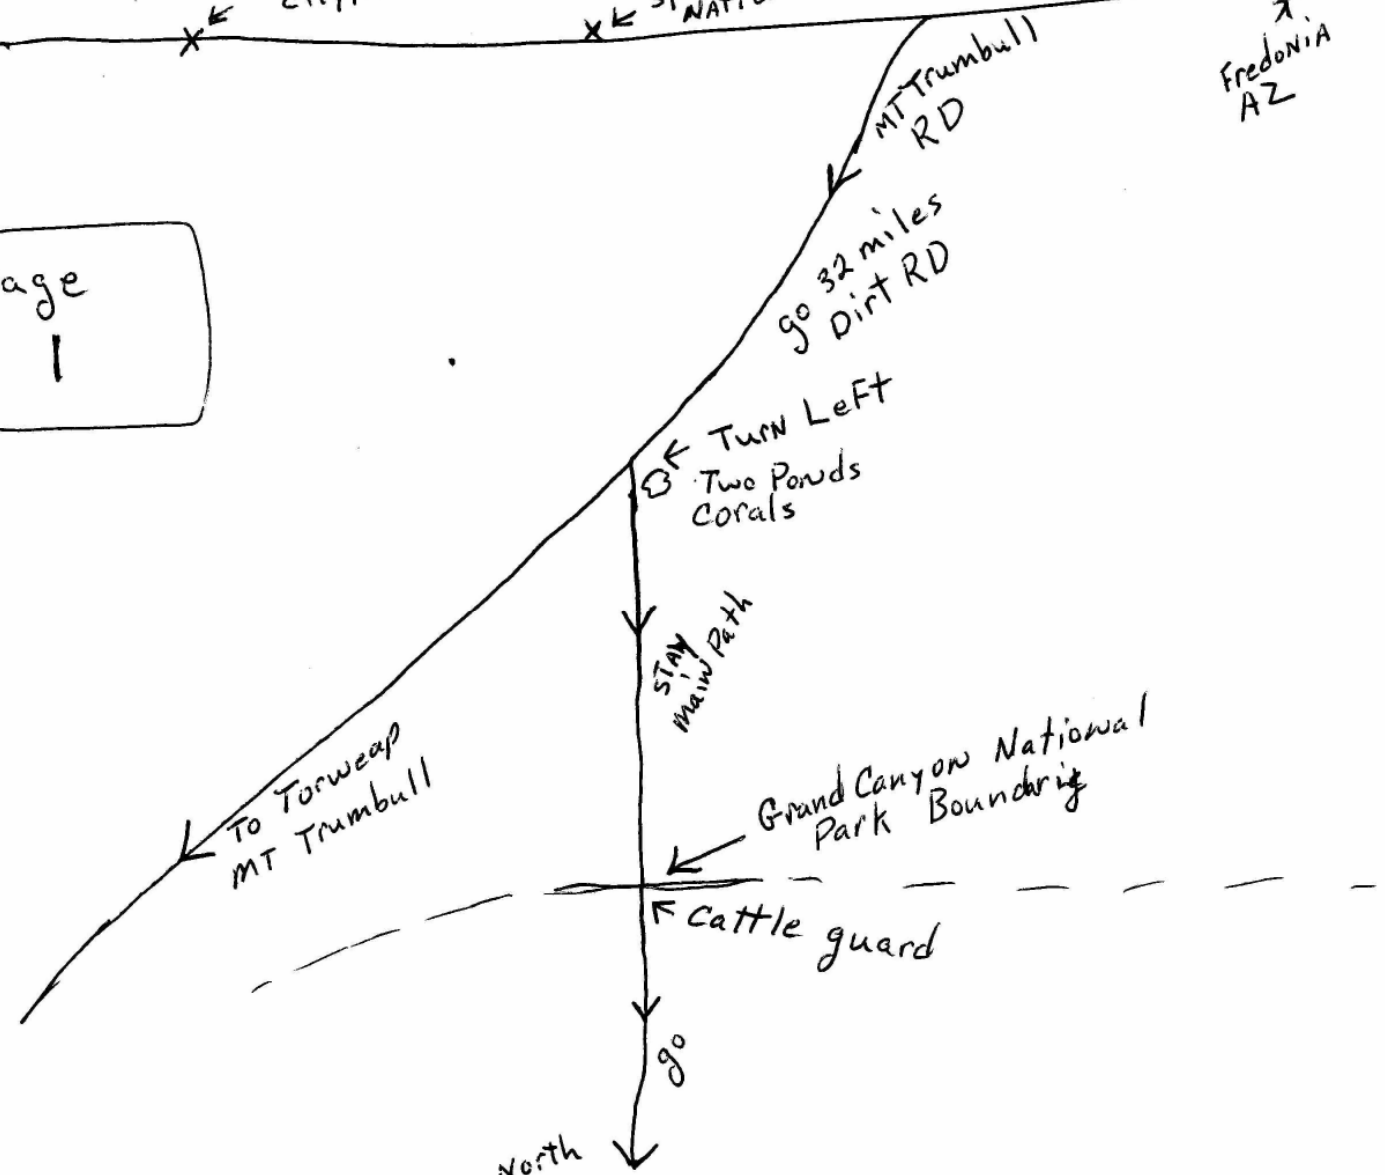 NATI
Fredonia
AZ
MT Trumbull
RD
go 32 miles
Dirt RD
age
1
Turn Left
Two Ponds
Corals
Stay
main path
To Torweap
MT Trumbull
Grand Canyon National
Park Boundrig
Cattle guard
go
North